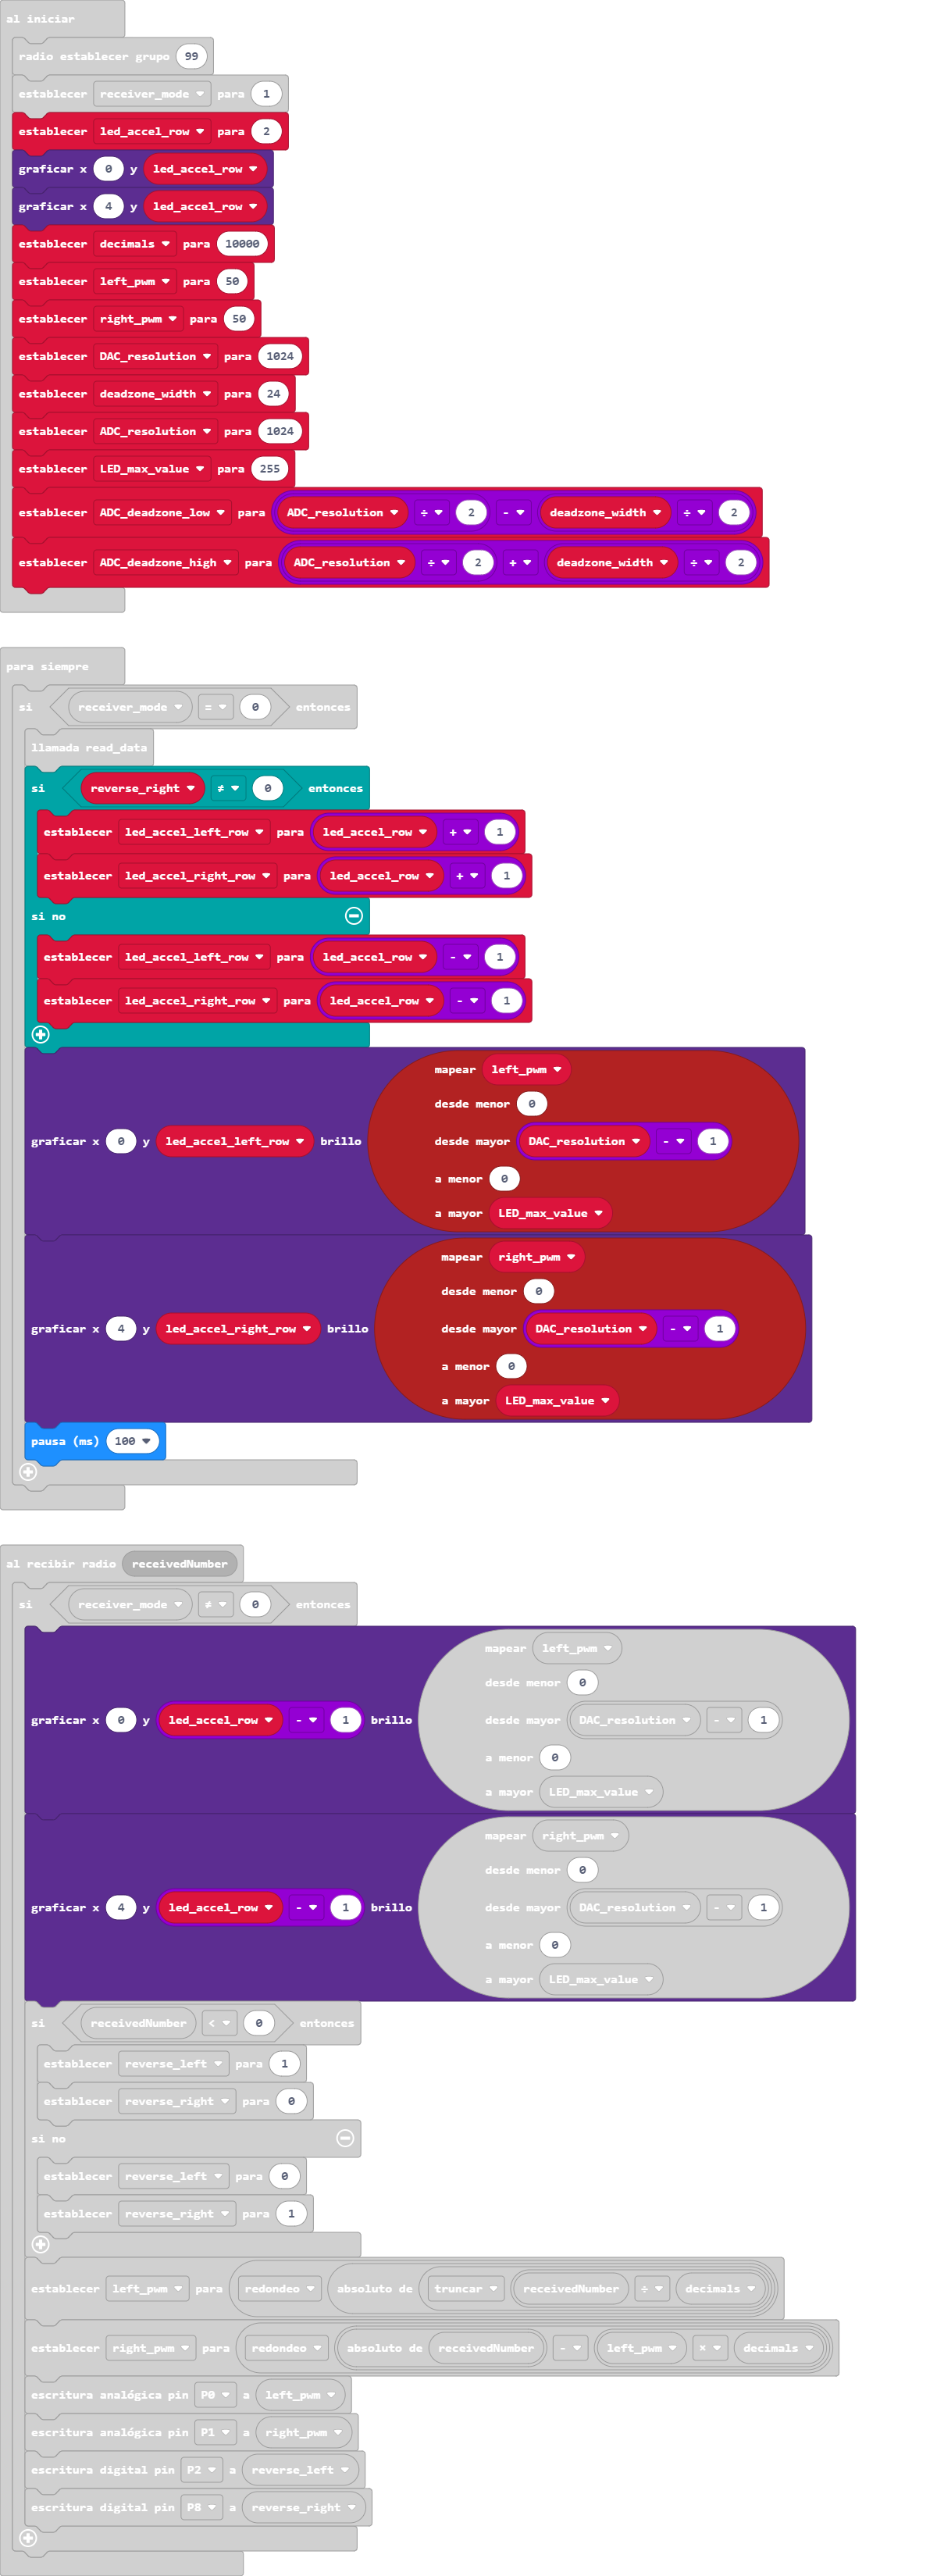 al iniciar
radio establecer grupo 99
establecer receiver_mode para 1
establecer led_accel_row para 2
graficar x 0 y led_accel_row
graficar x 4 y led_accel_row
establecer decimals para 10000
establecer left_pwm para 50
establecer right_pwm para 50
establecer DAC_resolution para 1024
establecer deadzone_width para 24
establecer ADC_resolution para 1024
establecer LED_max_value para 255
establecer ADC_deadzone_low para ADC_resolution ÷ 2 - deadzone_width ÷ 2
establecer ADC_deadzone_high para ADC_resolution ÷ 2 + deadzone_width ÷ 2
para siempre
si receiver_mode = 0 entonces
llamada read_data
si reverse_right ≠ 0 entonces
establecer led_accel_left_row para led_accel_row + 1
establecer led_accel_right_row para led_accel_row + 1
si no
establecer led_accel_left_row para led_accel_row - 1
establecer led_accel_right_row para led_accel_row - 1
mapear left_pwm
desde menor 0
graficar x 0 y led_accel_left_row brillo desde mayor DAC_resolution - 1
a menor 0
a mayor LED_max_value
mapear right_pwm
desde menor 0
graficar x 4 y led_accel_right_row brillo desde mayor DAC_resolution - 1
a menor 0
a mayor LED_max_value
pausa (ms) 100
al recibir radio receivedNumber
si receiver_mode ≠ 0 entonces
mapear left_pwm
desde menor 0
graficar x 0 y led_accel_row - 1 brillo desde mayor DAC_resolution - 1
a menor 0
a mayor LED_max_value
mapear right_pwm
desde menor 0
graficar x 4 y led_accel_row - 1 brillo desde mayor DAC_resolution - 1
a menor 0
a mayor LED_max_value
si receivedNumber < 0 entonces
establecer reverse_left para 1
establecer reverse_right para 0
si no
establecer reverse_left para 0
establecer reverse_right para 1
establecer left_pwm para redondeo absoluto de truncar receivedNumber ÷ decimals
establecer right_pwm para redondeo absoluto de receivedNumber - left_pwm × decimals
escritura analógica pin P0 a left_pwm
escritura analógica pin P1 a right_pwm
escritura digital pin P2 a reverse_left
escritura digital pin P8 a reverse_right